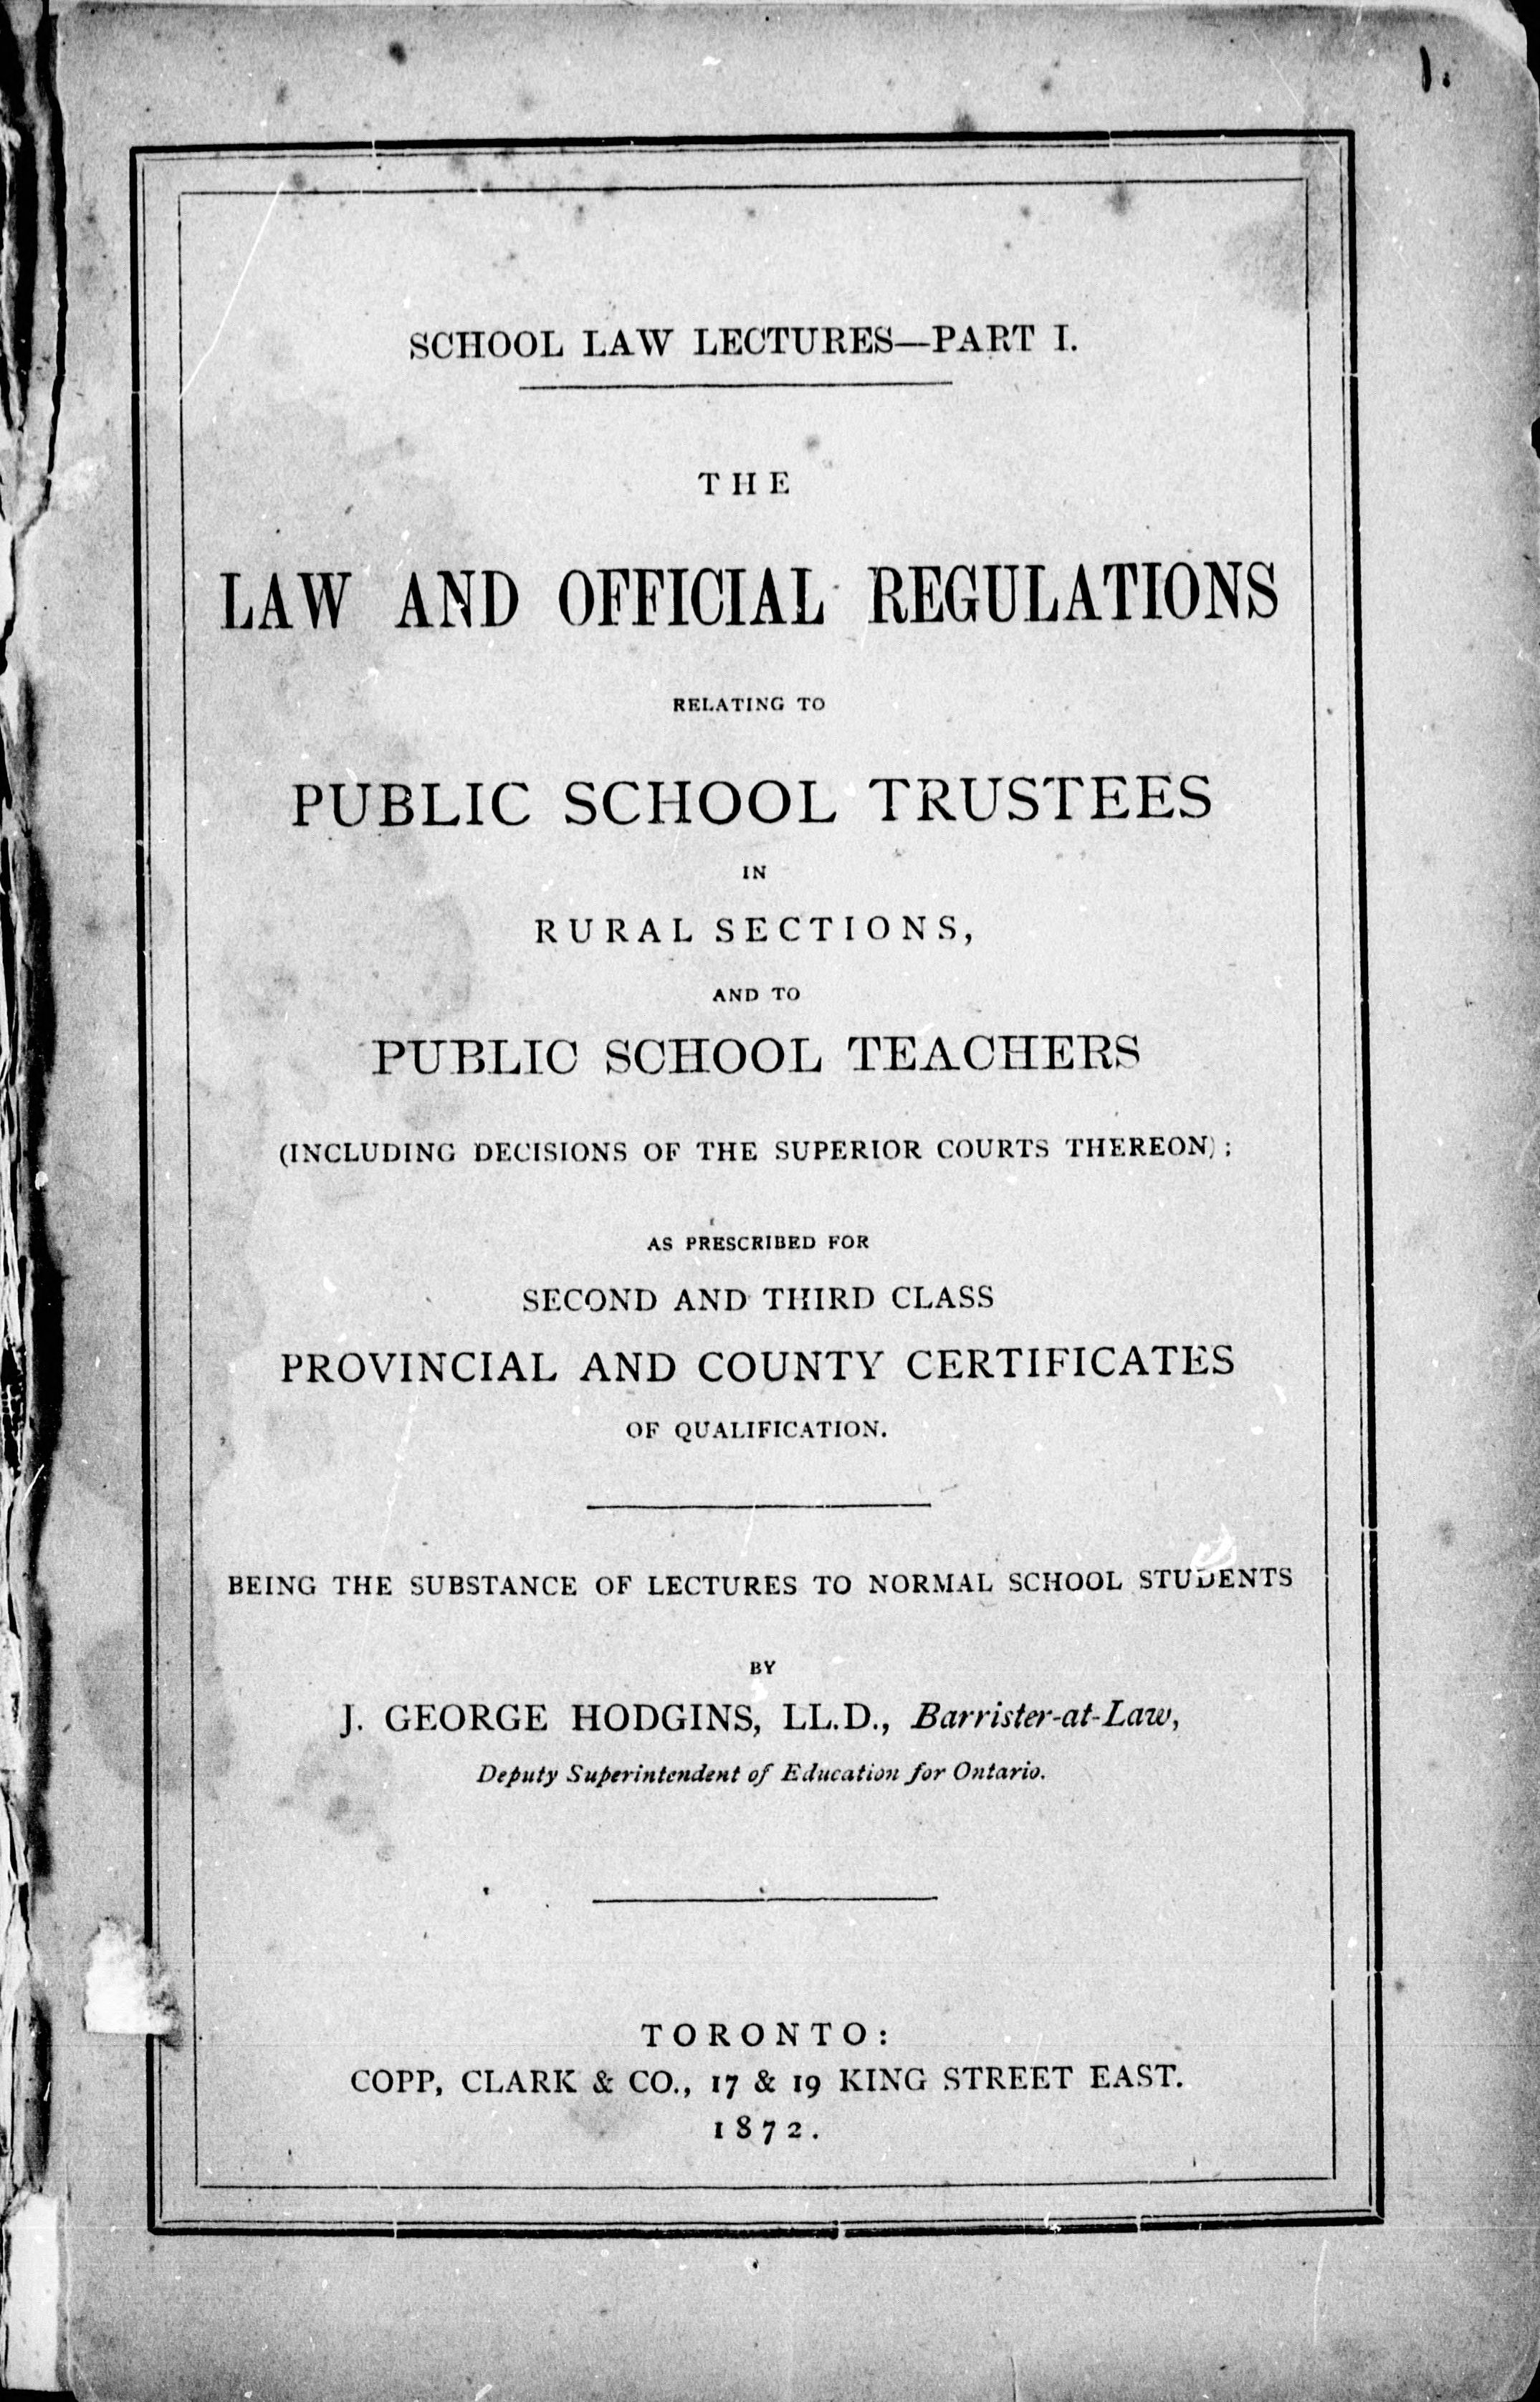 1.
SCHOOL LAW LECTURES—PART I.
THE
LAW AND OFFICIAL REGULATIONS
RELATING TO
PUBLIC SCHOOL TRUSTEES
IN
RURAL SECTIONS,
AND TO
PUBLIC SCHOOL TEACHERS
(INCLUDING DECISIONS OF THE SUPERIOR COURTS THEREON);
AS PRESCRIBED FOR
SECOND AND THIRD CLASS
PROVINCIAL AND COUNTY CERTIFICATES
OF QUALIFICATION.
BEING THE SUBSTANCE OF LECTURES TO NORMAL SCHOOL STUDENTS
BY
J. GEORGE HODGINS, LL.D., Barrister-at-Law,
Deputy Superintendent of Education for Ontario.
TORONTO:
COPP, CLARK & CO., 17 & 19 KING STREET EAST.
1872.